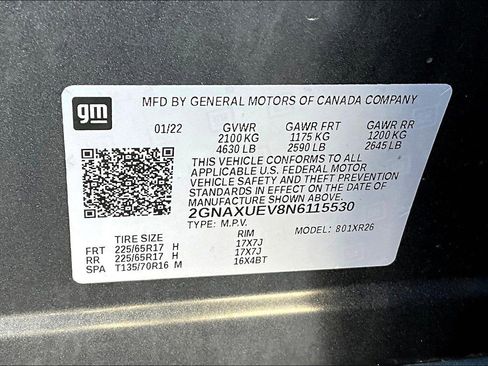 gm
MFD BY GENERAL MOTORS OF CANADA COMPANY
01/22 GVWR GAWR FRT GAWR RR
2100 KG 1175 KG 1200 KG
4630 LB 2590 LB 2645 LB
THIS VEHICLE CONFORMS TO ALL
APPLICABLE U.S. FEDERAL MOTOR
VEHICLE SAFETY AND THEFT PREVENTION
STANDARDS IN EFFECT ON THE DATE OF
MANUFACTURE SHOWN ABOVE.
2GNAXUEV8N6115530
TYPE: M.P.V. MODEL: 801XR26
TIRE SIZE RIM
FRT 225/65R17 H 17X7J
RR 225/65R17 H 17X7J
SPA T135/70R16 M 16X4BT